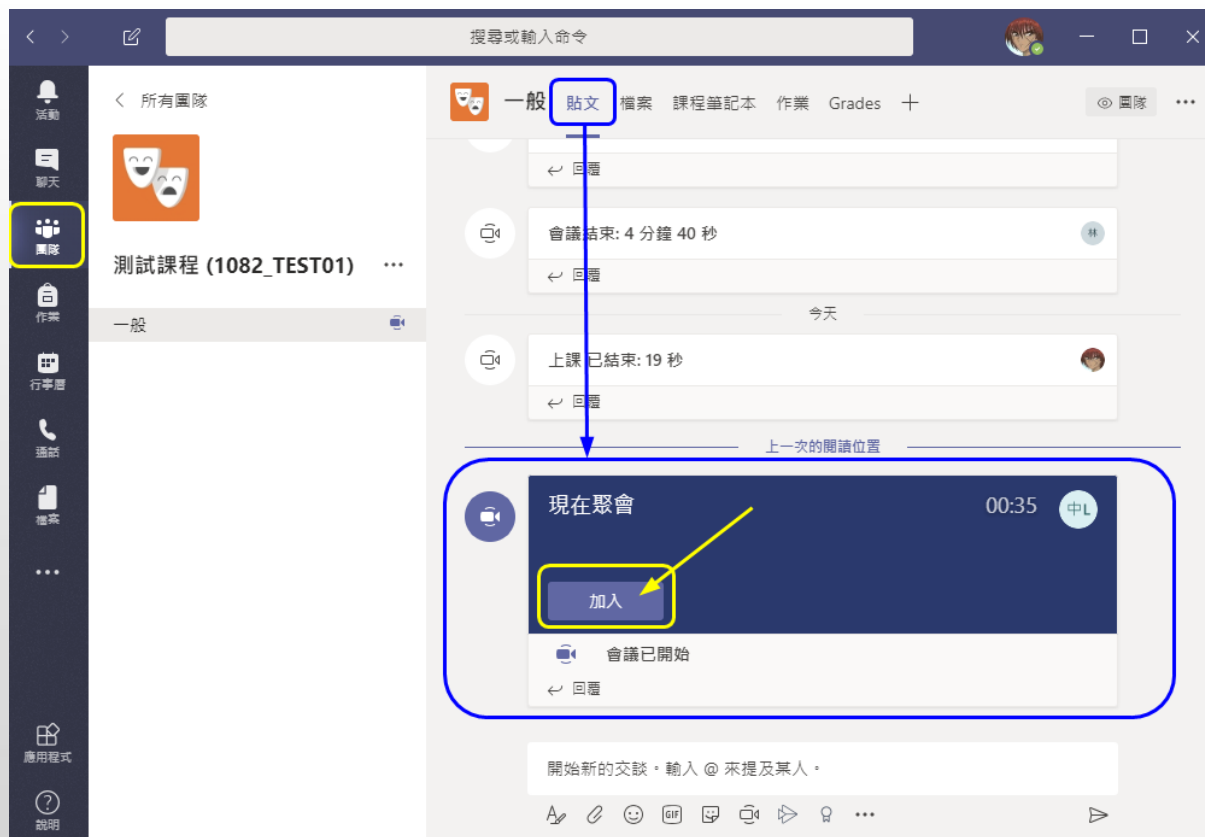 搜尋或輸入命令
活動
聊天
團隊
作業
行事曆
通話
檔案
應用程式
說明
所有團隊
測試課程 (1082_TEST01)
一般
一般 貼文 檔案 課程筆記本 作業 Grades
團隊
回覆
會議結束: 4 分鐘 40 秒
林
回覆
今天
上課 已結束: 19 秒
回覆
上一次的閱讀位置
現在聚會 00:35 中L
加入
會議已開始
回覆
開始新的交談。輸入 @ 來提及某人。
GIF